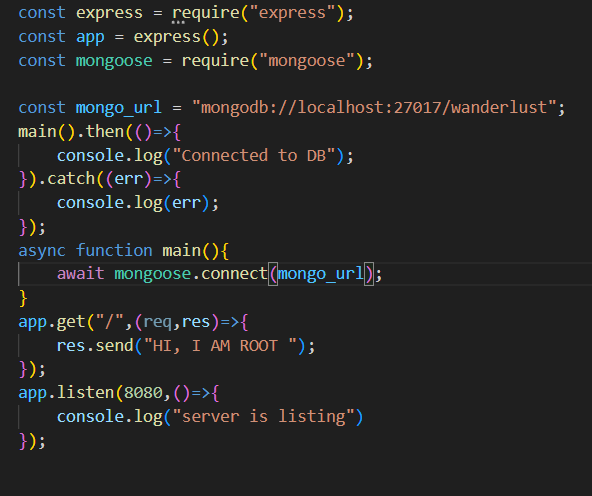 const express = require("express");
const app = express();
const mongoose = require("mongoose");
const mongo_url = "mongodb://localhost:27017/wanderlust";
main().then(()=>{
    console.log("Connected to DB");
}).catch((err)=>{
    console.log(err);
});
async function main(){
    await mongoose.connect(mongo_url);
}
app.get("/",(req,res)=>{
    res.send("HI, I AM ROOT ");
});
app.listen(8080,()=>{
    console.log("server is listing")
});